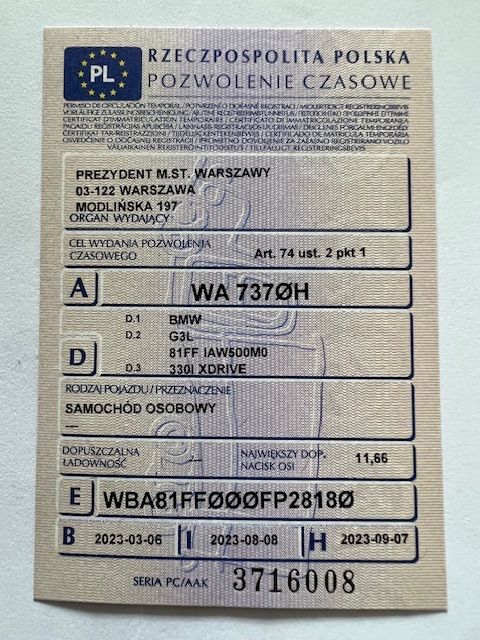 PL
RZECZPOSPOLITA POLSKA
POZWOLENIE CZASOWE
PREZYDENT M.ST. WARSZAWY
03-122 WARSZAWA
MODLIŃSKA 197
ORGAN WYDAJĄCY
CEL WYDANIA POZWOLENIA CZASOWEGO Art. 74 ust. 2 pkt 1
A WA 737ØH
D.1 BMW
D.2 G3L
81FF IAW500M0
D D.3 330I XDRIVE
RODZAJ POJAZDU / PRZEZNACZENIE
SAMOCHÓD OSOBOWY
---
DOPUSZCZALNA ŁADOWNOŚĆ --- NAJWIĘKSZY DOP. NACISK OSI 11,66
E WBA81FFØØØFP2818Ø
B 2023-03-06 I 2023-08-08 H 2023-09-07
SERIA PC/AAK 3716008